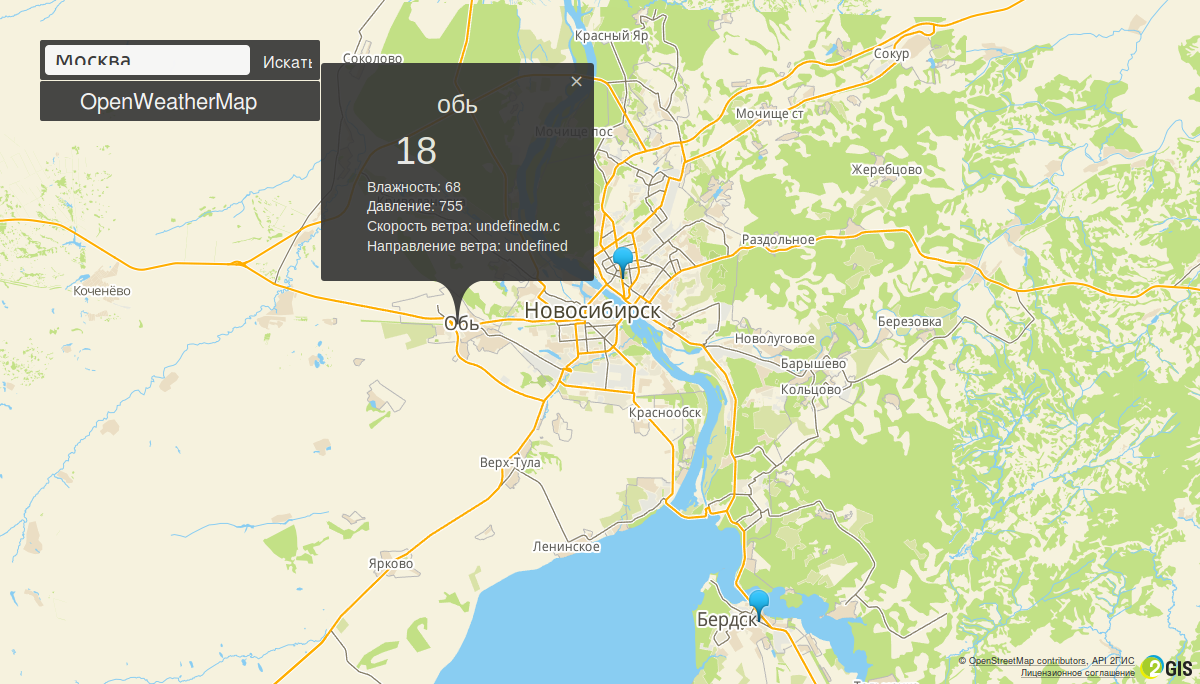 Москва
Искать
OpenWeatherMap
×
обь
18
Влажность: 68
Давление: 755
Скорость ветра: undefinedм.с
Направление ветра: undefined
Красный Яр
Соколово
Сокур
Мочище ст
Мочище пос
Жеребцово
Раздольное
Коченёво
Новосибирск
Обь
Березовка
Новолуговое
Барышево
Кольцово
Краснообск
Верх-Тула
Ленинское
Ярково
Бердск
© OpenStreetMap contributors, API 2ГИС
Лицензионное соглашение
2GIS